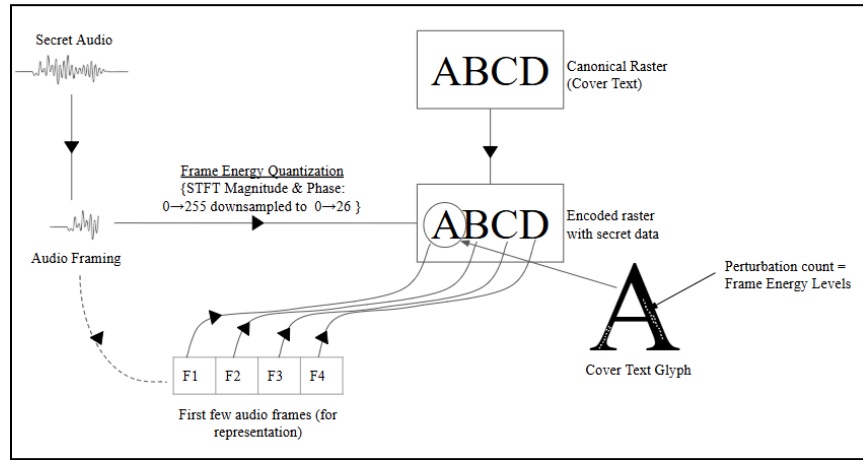 Secret Audio
ABCD
Canonical Raster
(Cover Text)
Frame Energy Quantization
{STFT Magnitude & Phase:
0→255 downsampled to 0→26 }
ABCD
Encoded raster
with secret data
Audio Framing
A
Perturbation count =
Frame Energy Levels
F1 F2 F3 F4
Cover Text Glyph
First few audio frames (for
representation)